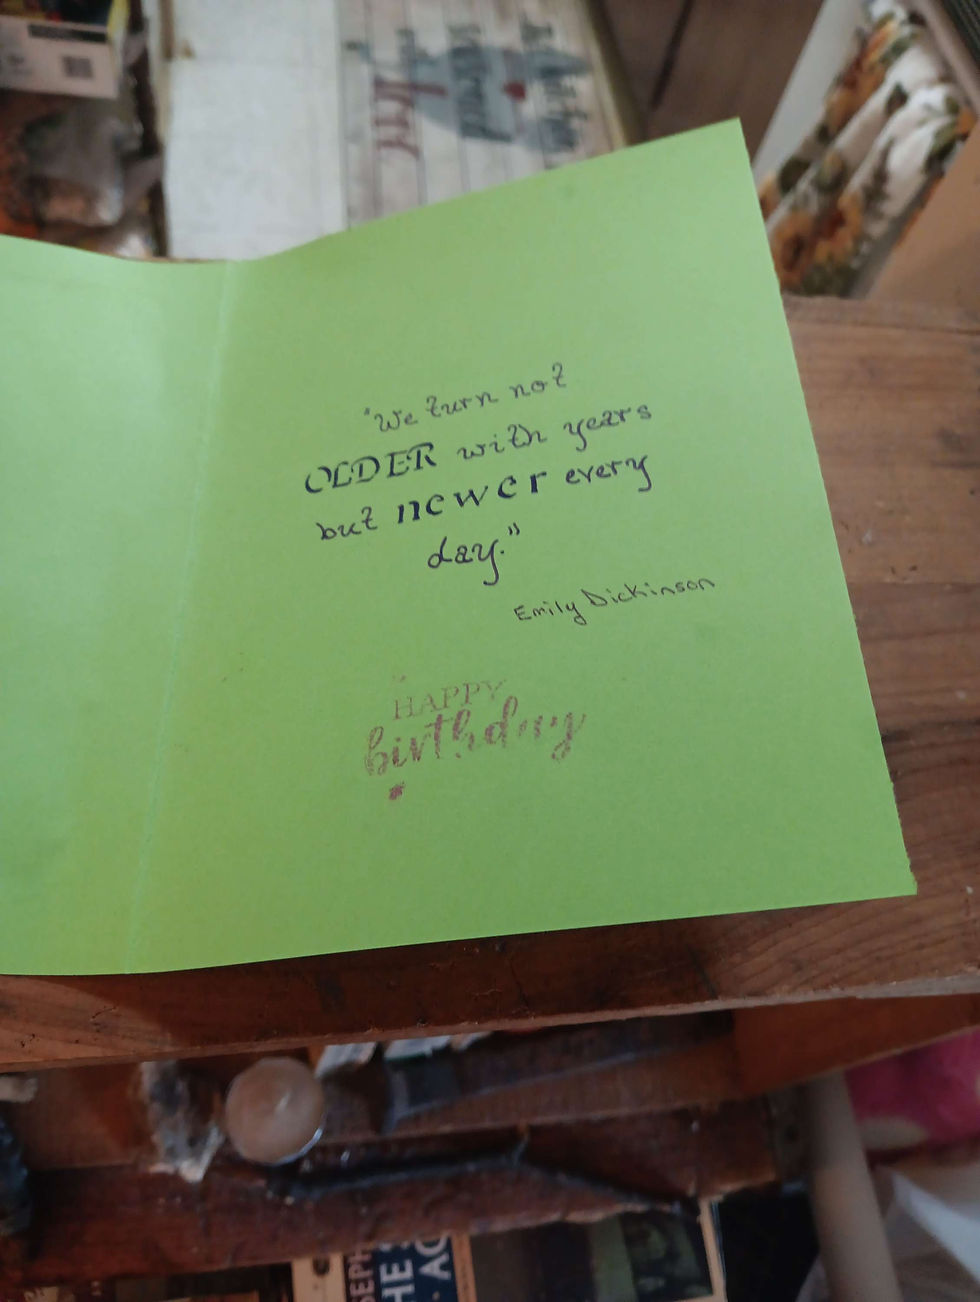 "We turn not
OLDER with years
but newer every
day."
Emily Dickinson
HAPPY
birthday